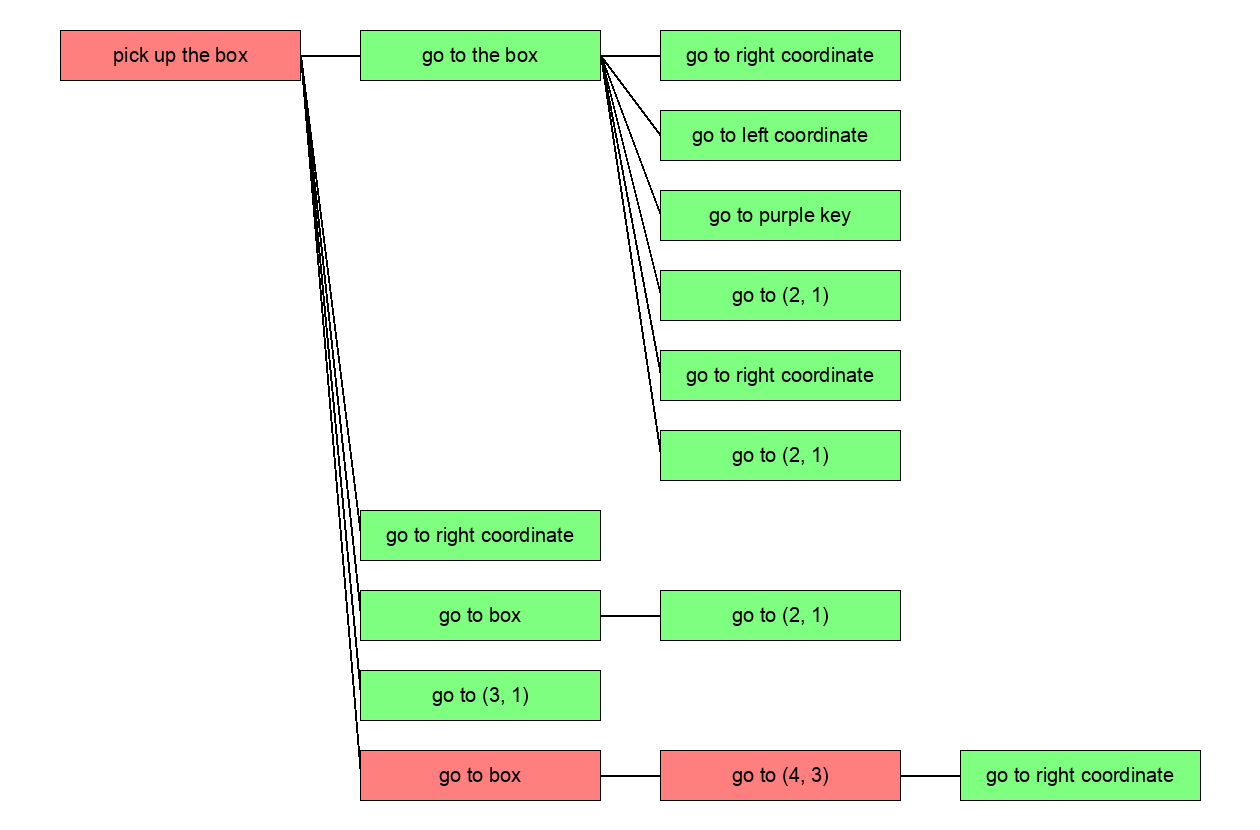 pick up the box
go to the box
go to right coordinate
go to left coordinate
go to purple key
go to (2, 1)
go to right coordinate
go to (2, 1)
go to right coordinate
go to box
go to (2, 1)
go to (3, 1)
go to box
go to (4, 3)
go to right coordinate